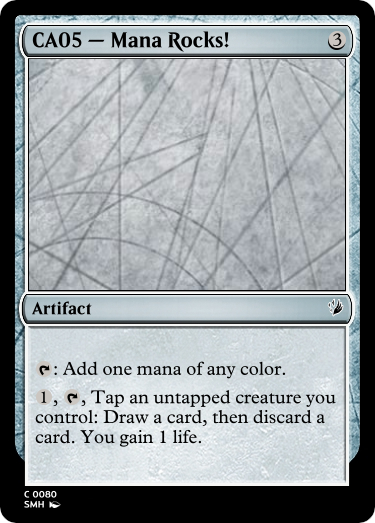 CA05 — Mana Rocks! 3
Artifact
: Add one mana of any color.
1, , Tap an untapped creature you
control: Draw a card, then discard a
card. You gain 1 life.
C 0080
SMH